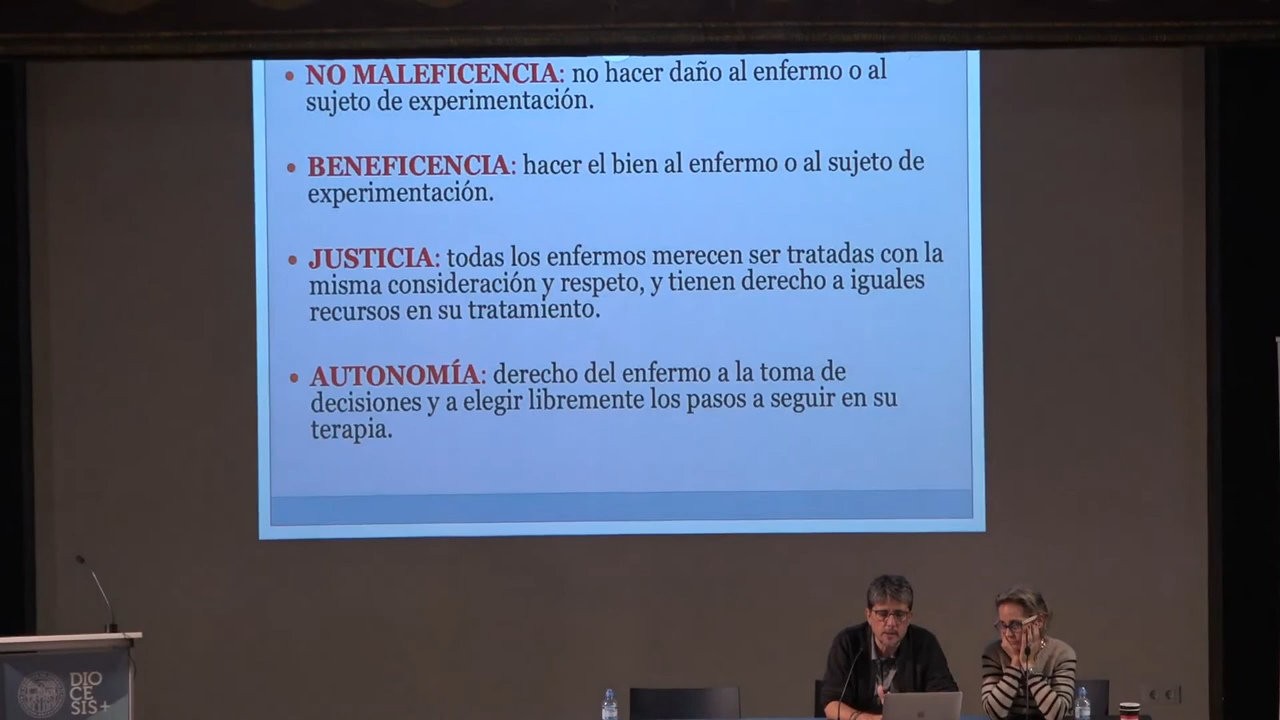 • NO MALEFICENCIA: no hacer daño al enfermo o al
sujeto de experimentación.
• BENEFICENCIA: hacer el bien al enfermo o al sujeto de
experimentación.
• JUSTICIA: todas los enfermos merecen ser tratadas con la
misma consideración y respeto, y tienen derecho a iguales
recursos en su tratamiento.
• AUTONOMÍA: derecho del enfermo a la toma de
decisiones y a elegir libremente los pasos a seguir en su
terapia.
DIO
CE
SIS+